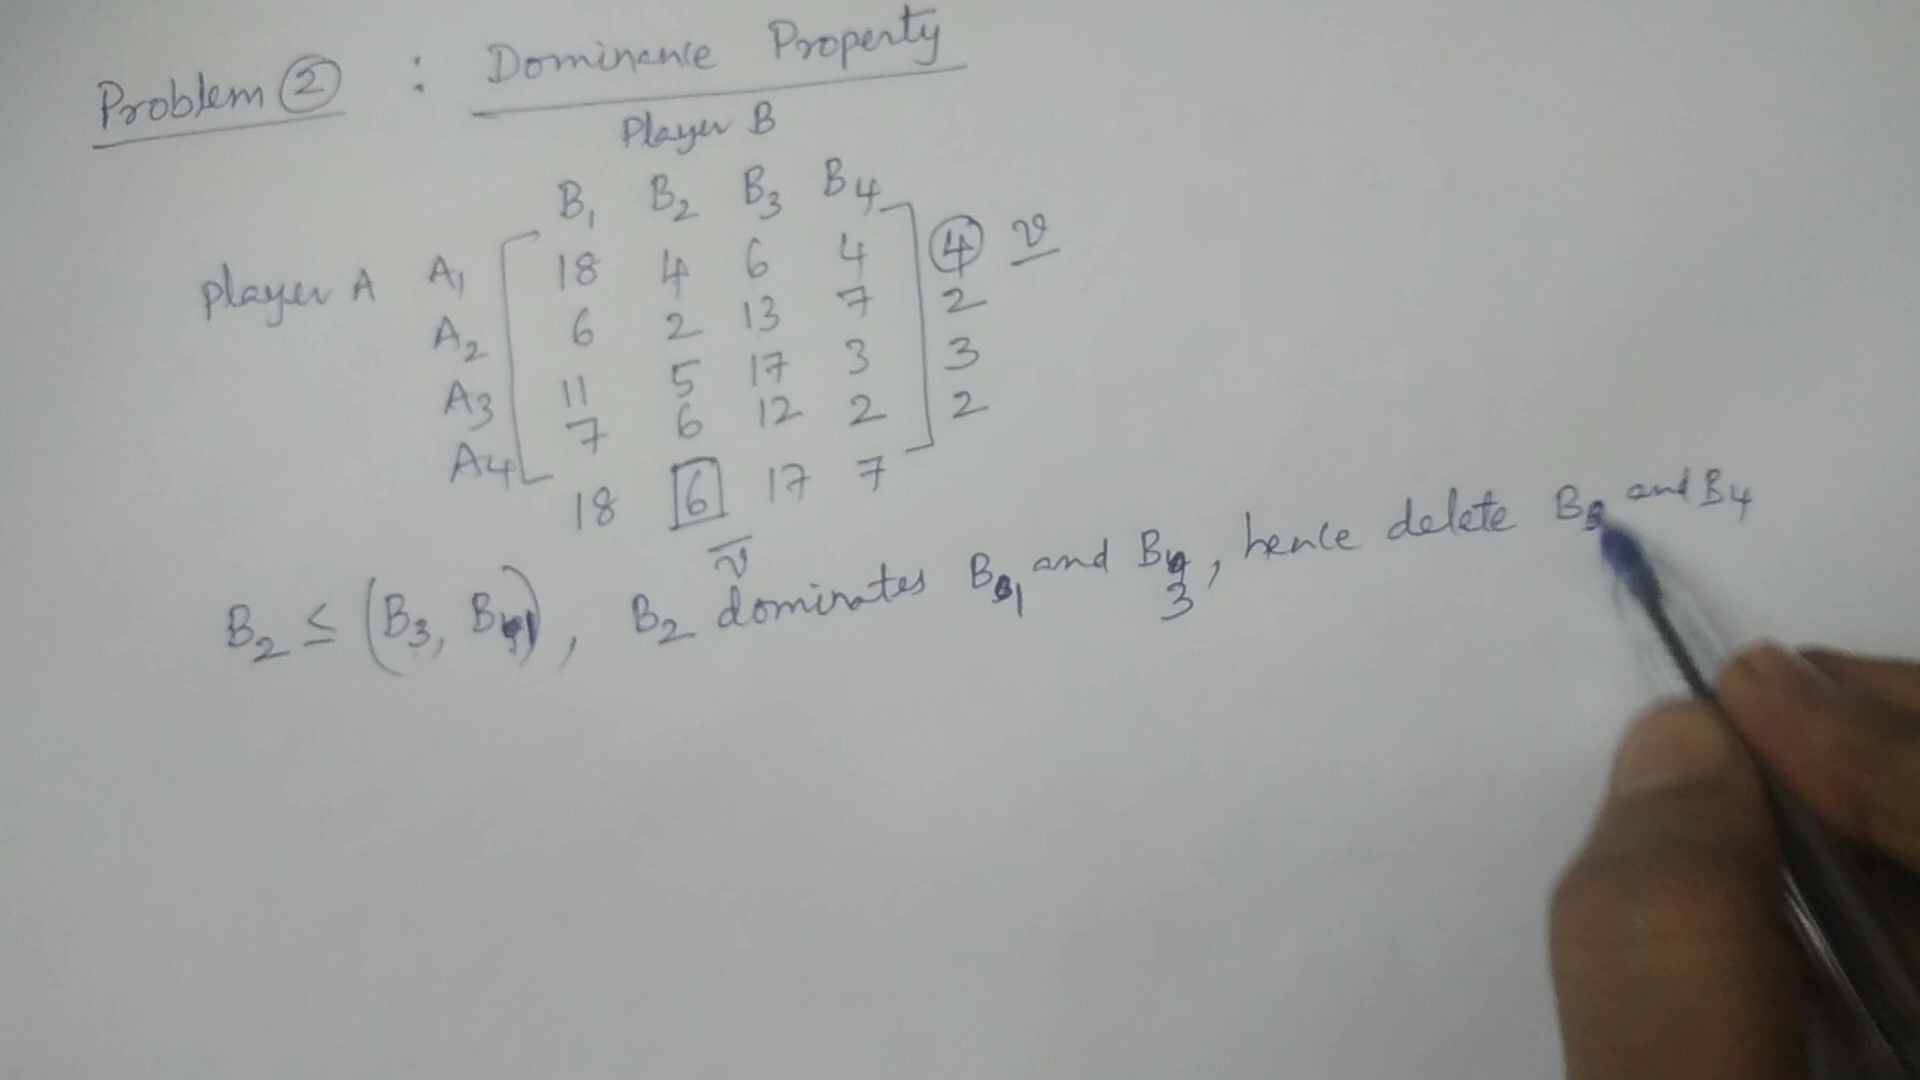 Problem ② : Dominance Property
Player B
B₁ B₂ B₃ B₄
Player A A₁ 18 4 6 4 ④ v
A₂ 6 2 13 7 2
A₃ 11 5 17 3 3
A₄ 7 6 12 2 2
18 6 17 7
v
B₂ ≤ (B₃, B₁), B₂ dominates B₁ and B₃, hence delete B and B₄